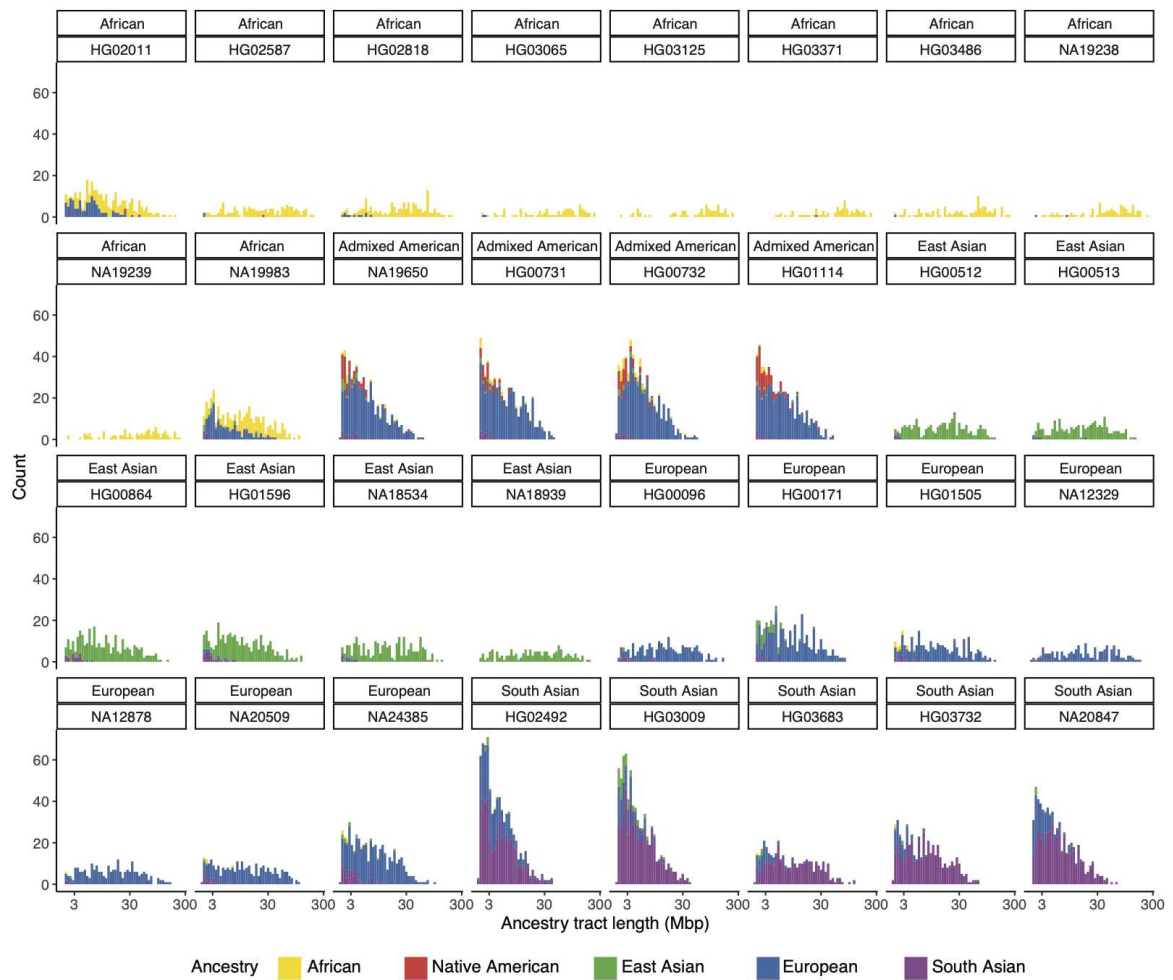 African African African African African African African African
HG02011 HG02587 HG02818 HG03065 HG03125 HG03371 HG03486 NA19238
60
40
20
0
African African Admixed American Admixed American Admixed American Admixed American East Asian East Asian
NA19239 NA19983 NA19650 HG00731 HG00732 HG01114 HG00512 HG00513
60
40
20
0
Count
East Asian East Asian East Asian East Asian European European European European
HG00864 HG01596 NA18534 NA18939 HG00096 HG00171 HG01505 NA12329
60
40
20
0
European European European South Asian South Asian South Asian South Asian South Asian
NA12878 NA20509 NA24385 HG02492 HG03009 HG03683 HG03732 NA20847
60
40
20
0
3 30 300 3 30 300 3 30 300 3 30 300 3 30 300 3 30 300 3 30 300 3 30 300
Ancestry tract length (Mbp)
Ancestry African Native American East Asian European South Asian